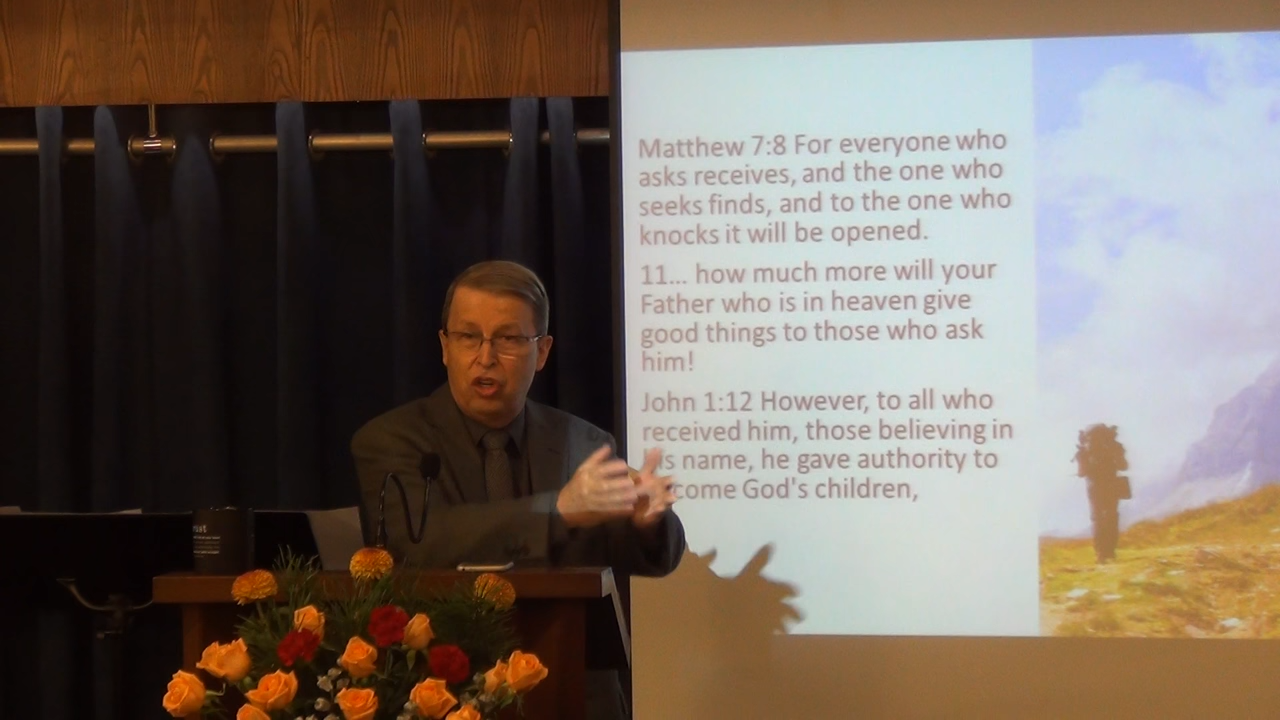 Matthew 7:8 For everyone who
asks receives, and the one who
seeks finds, and to the one who
knocks it will be opened.
11... how much more will your
Father who is in heaven give
good things to those who ask
him!
John 1:12 However, to all who
received him, those believing in
name, he gave authority to
God's children,